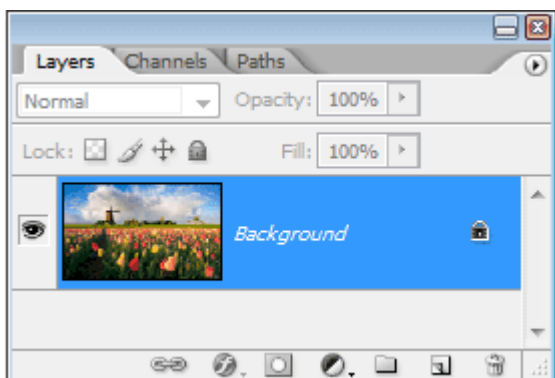 Layers Channels Paths
Normal Opacity: 100%
Lock: Fill: 100%
Background